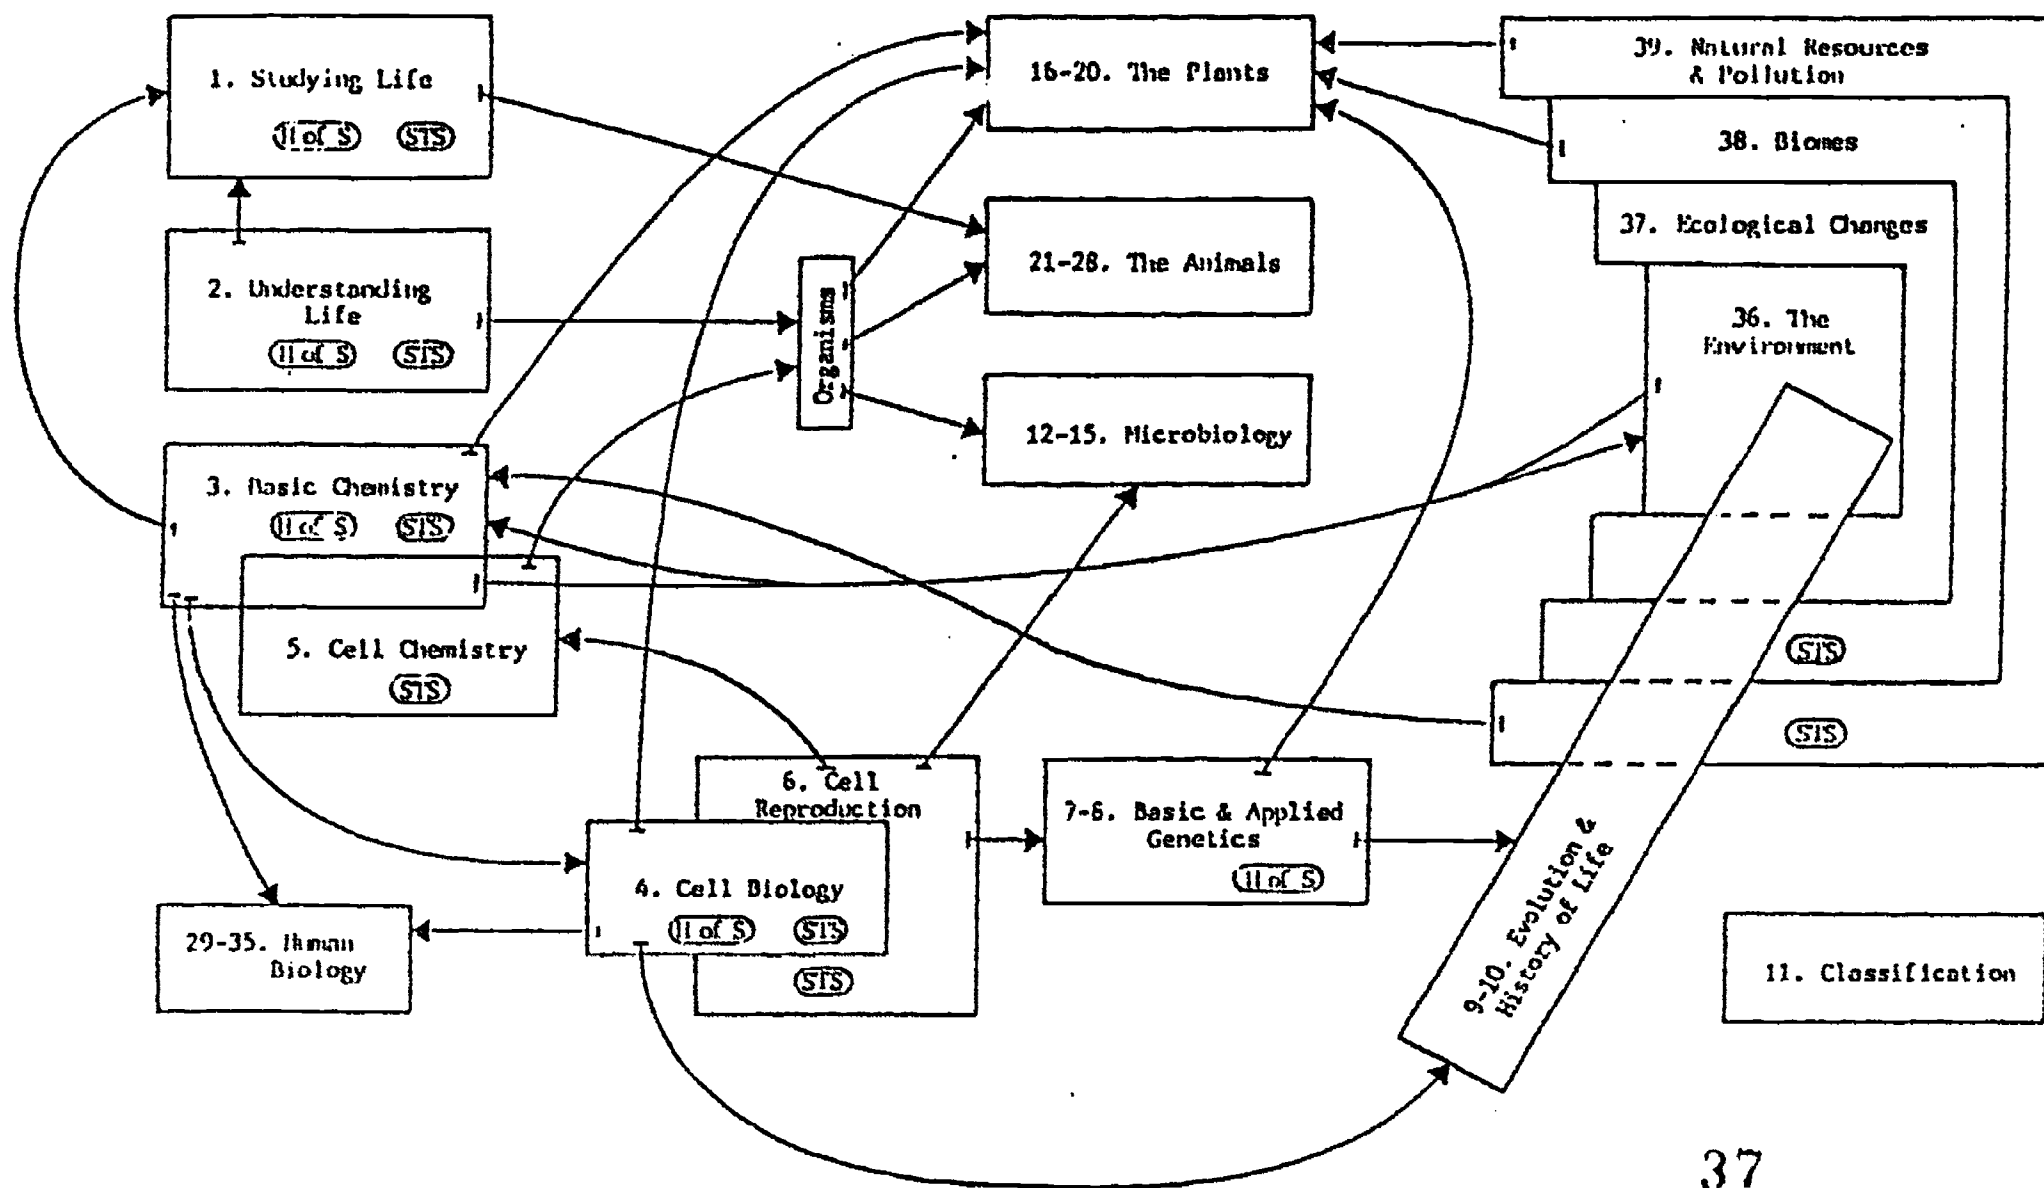 1. Studying Life
H of S STS
2. Understanding
Life
H of S STS
3. Basic Chemistry
H of S STS
5. Cell Chemistry
STS
6. Cell
Reproduction
4. Cell Biology
H of S STS
STS
29-35. Human
Biology
Organisms
16-20. The Plants
21-28. The Animals
12-15. Microbiology
7-8. Basic & Applied
Genetics
H of S
39. Natural Resources
& Pollution
38. Biomes
37. Ecological Changes
36. The
Environment
STS
STS
9-10. Evolution &
History of Life
11. Classification
37